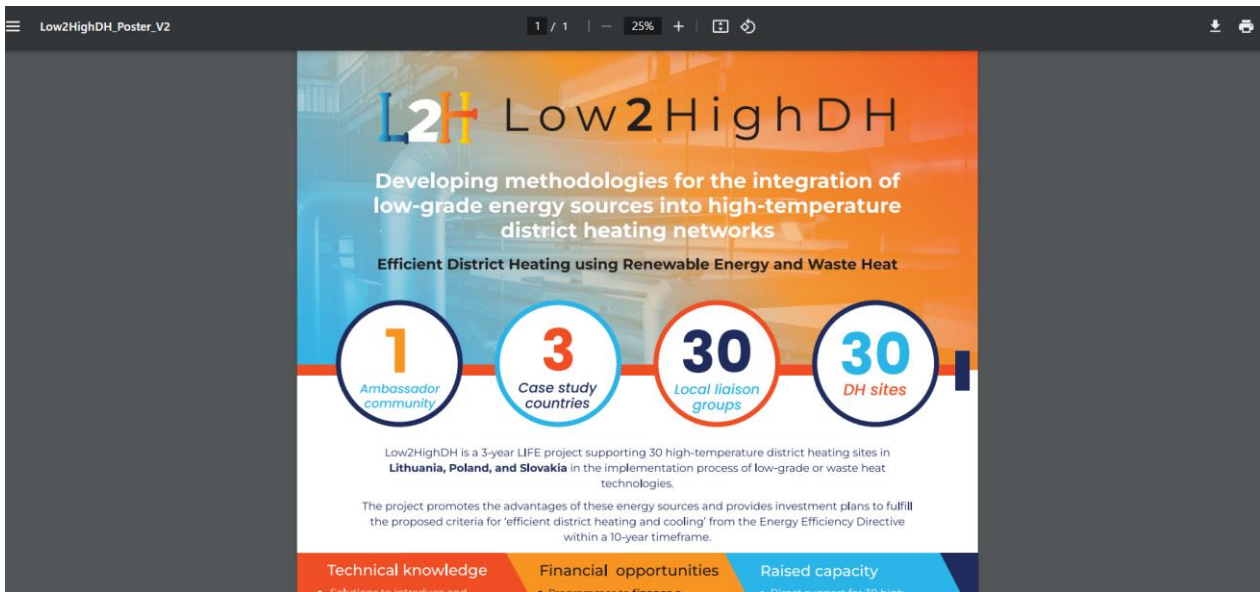 Low2HighDH_Poster_V2
1 / 1
25%
L2H Low2HighDH
Developing methodologies for the integration of
low-grade energy sources into high-temperature
district heating networks
Efficient District Heating using Renewable Energy and Waste Heat
1
Ambassador
community
3
Case study
countries
30
Local liaison
groups
30
DH sites
Low2HighDH is a 3-year LIFE project supporting 30 high-temperature district heating sites in
Lithuania, Poland, and Slovakia in the implementation process of low-grade or waste heat
technologies.
The project promotes the advantages of these energy sources and provides investment plans to fulfill
the proposed criteria for 'efficient district heating and cooling' from the Energy Efficiency Directive
within a 10-year timeframe.
Technical knowledge
Financial opportunities
Raised capacity